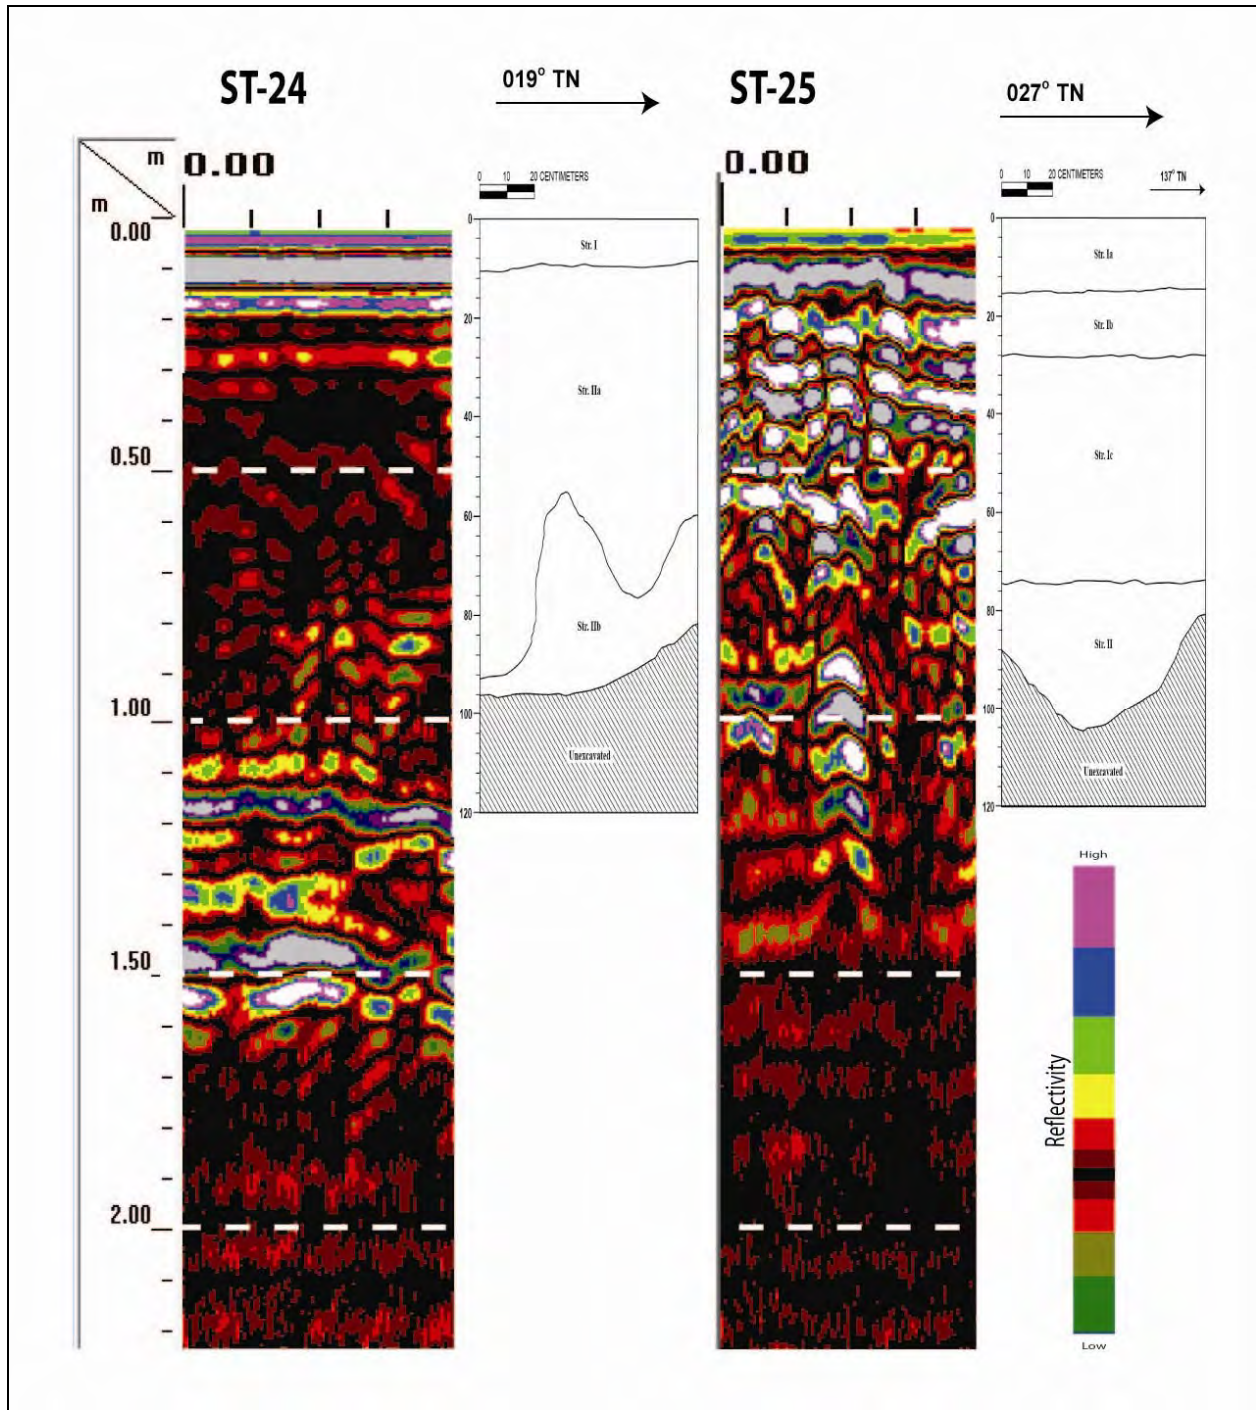 ST-24
019° TN
ST-25
027° TN
m
0.00
0.00
m
0 10 20 CENTIMETERS
0 10 20 CENTIMETERS
137° TN
0.00
0.50
1.00
1.50
2.00
0
20
40
60
80
100
120
Str. I
Str. IIa
Str. IIb
Unexcavated
0
20
40
60
80
100
120
Str. Ia
Str. Ib
Str. Ic
Str. II
Unexcavated
High
Reflectivity
Low